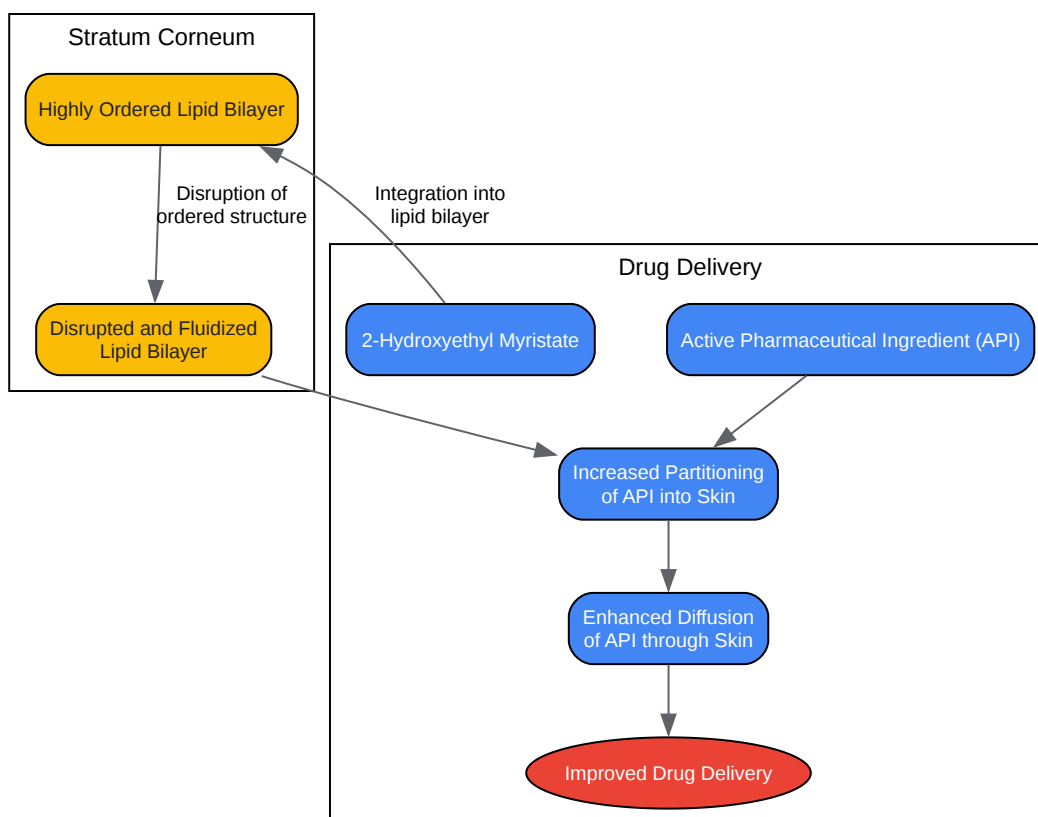 Stratum Corneum
Highly Ordered Lipid Bilayer
Disruption of
ordered structure
Integration into
lipid bilayer
Drug Delivery
Disrupted and Fluidized
Lipid Bilayer
2-Hydroxyethyl Myristate
Active Pharmaceutical Ingredient (API)
Increased Partitioning
of API into Skin
Enhanced Diffusion
of API through Skin
Improved Drug Delivery